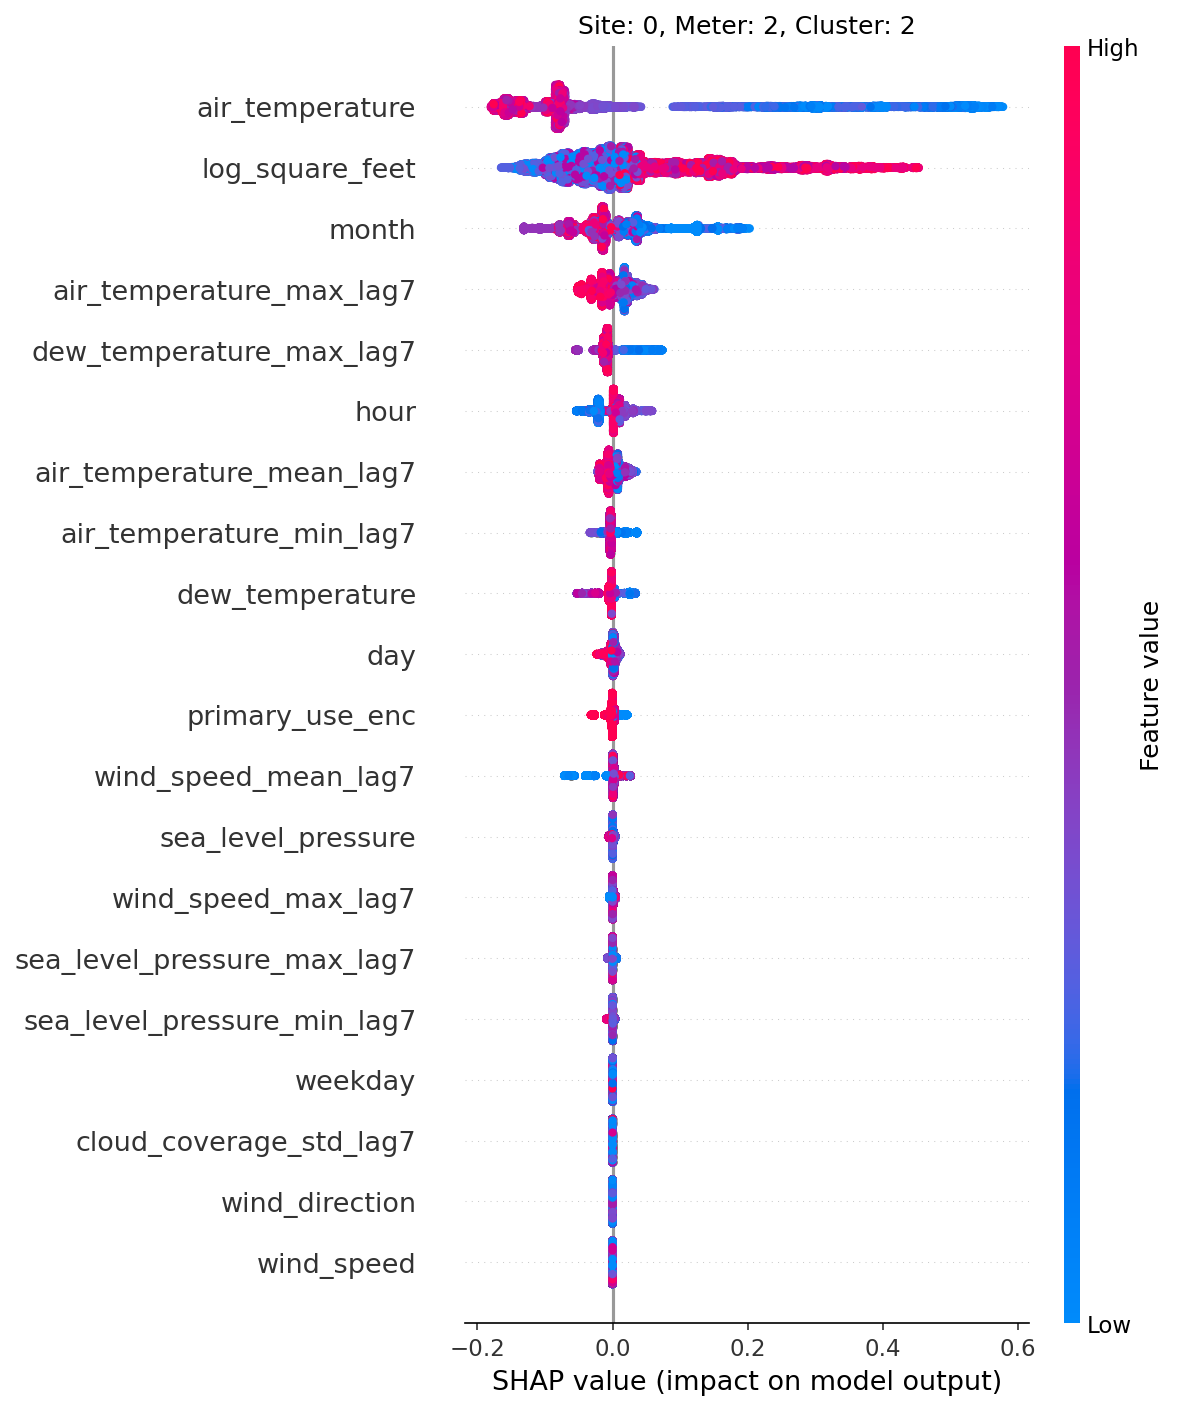 Site: 0, Meter: 2, Cluster: 2
High
air_temperature
log_square_feet
month
air_temperature_max_lag7
dew_temperature_max_lag7
hour
air_temperature_mean_lag7
air_temperature_min_lag7
dew_temperature
day
primary_use_enc
wind_speed_mean_lag7
sea_level_pressure
wind_speed_max_lag7
sea_level_pressure_max_lag7
sea_level_pressure_min_lag7
weekday
cloud_coverage_std_lag7
wind_direction
wind_speed
Feature value
Low
−0.2 0.0 0.2 0.4 0.6
SHAP value (impact on model output)